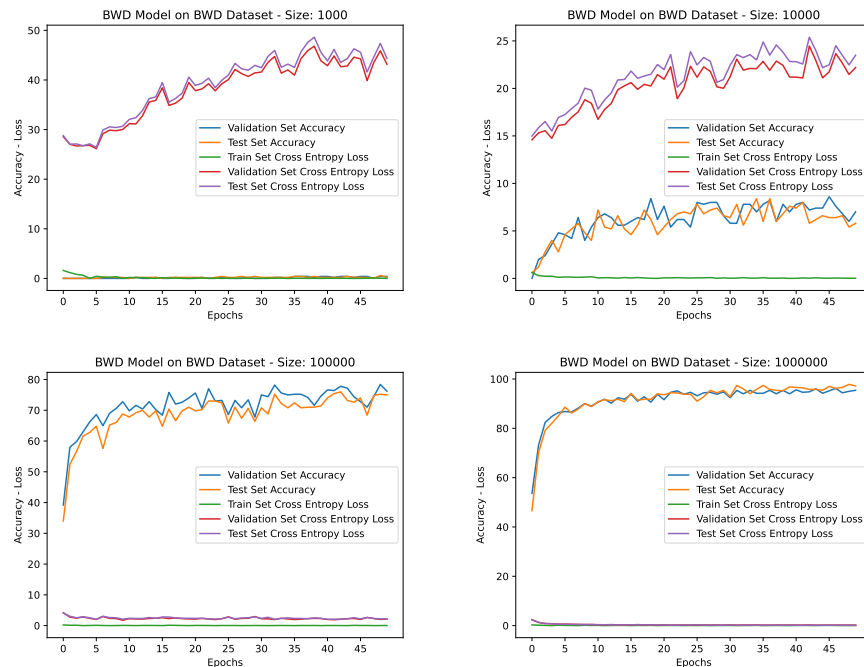 BWD Model on BWD Dataset - Size: 1000
50
40
30
20
10
0
Accuracy - Loss
Validation Set Accuracy
Test Set Accuracy
Train Set Cross Entropy Loss
Validation Set Cross Entropy Loss
Test Set Cross Entropy Loss
0 5 10 15 20 25 30 35 40 45
Epochs
BWD Model on BWD Dataset - Size: 10000
25
20
15
10
5
0
Accuracy - Loss
Validation Set Accuracy
Test Set Accuracy
Train Set Cross Entropy Loss
Validation Set Cross Entropy Loss
Test Set Cross Entropy Loss
0 5 10 15 20 25 30 35 40 45
Epochs
BWD Model on BWD Dataset - Size: 100000
80
70
60
50
40
30
20
10
0
Accuracy - Loss
Validation Set Accuracy
Test Set Accuracy
Train Set Cross Entropy Loss
Validation Set Cross Entropy Loss
Test Set Cross Entropy Loss
0 5 10 15 20 25 30 35 40 45
Epochs
BWD Model on BWD Dataset - Size: 1000000
100
80
60
40
20
0
Accuracy - Loss
Validation Set Accuracy
Test Set Accuracy
Train Set Cross Entropy Loss
Validation Set Cross Entropy Loss
Test Set Cross Entropy Loss
0 5 10 15 20 25 30 35 40 45
Epochs